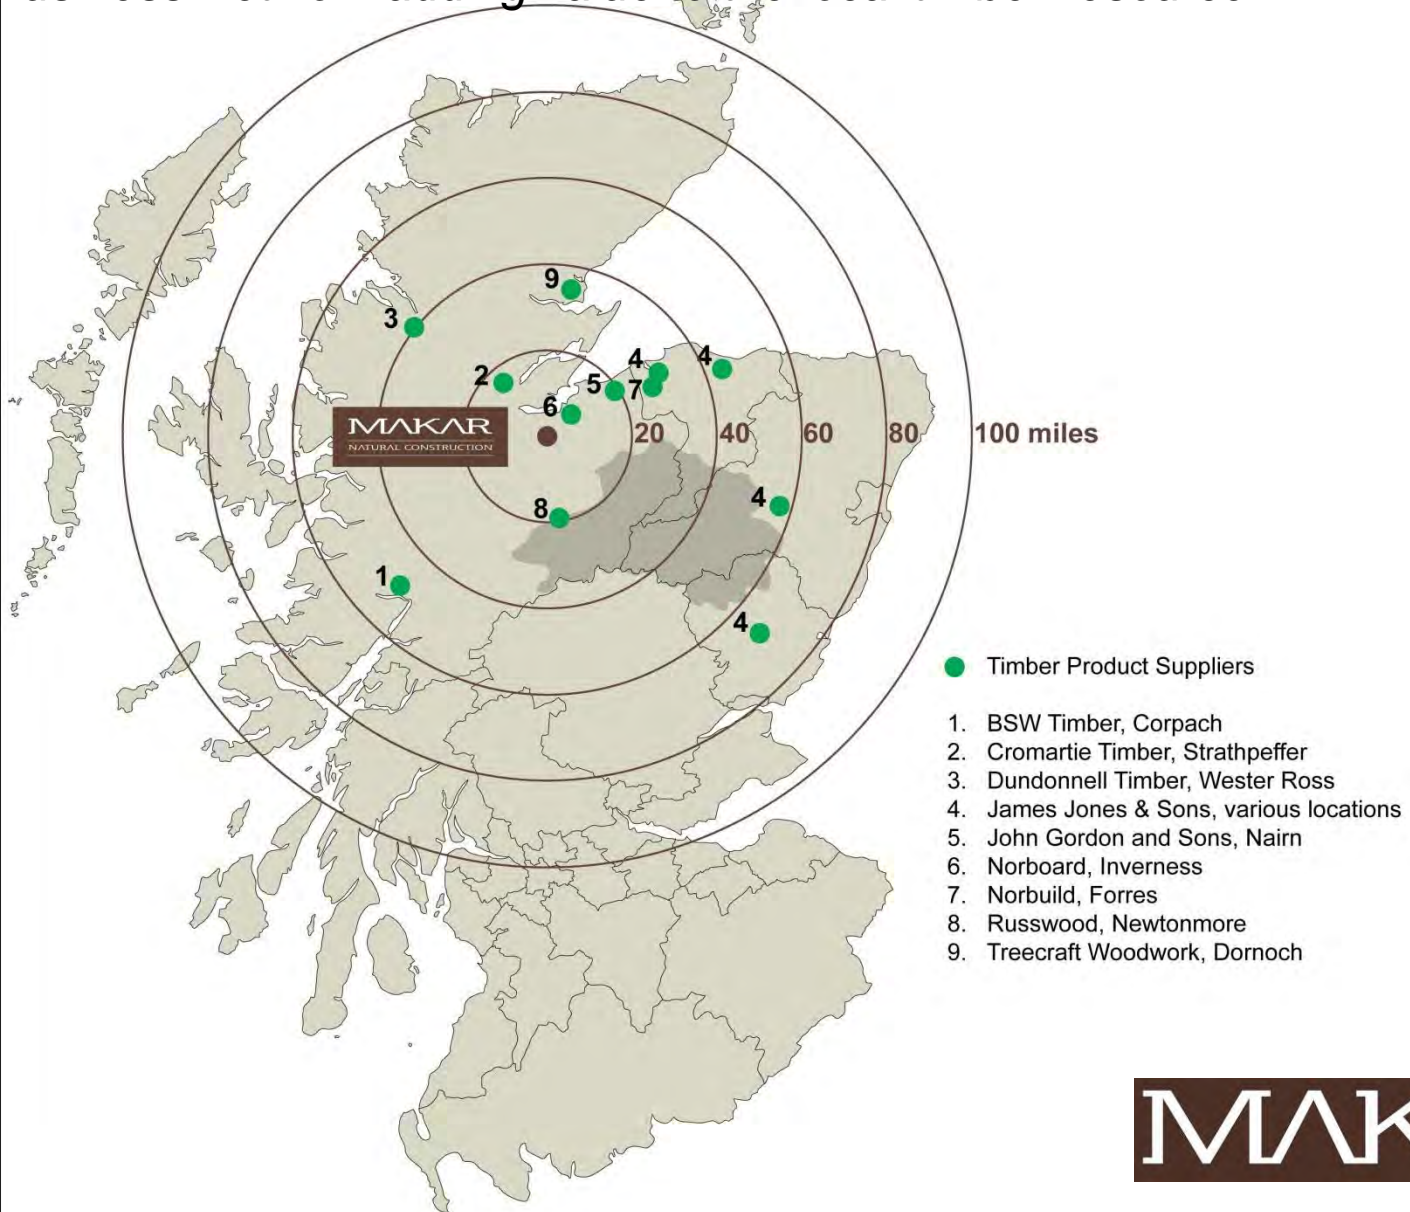 9
3
4
4
2
5
7
6
MAKAR
NATURAL CONSTRUCTION
20 40 60 80 100 miles
8
4
1
4
Timber Product Suppliers
1. BSW Timber, Corpach
2. Cromartie Timber, Strathpeffer
3. Dundonnell Timber, Wester Ross
4. James Jones & Sons, various locations
5. John Gordon and Sons, Nairn
6. Norboard, Inverness
7. Norbuild, Forres
8. Russwood, Newtonmore
9. Treecraft Woodwork, Dornoch
MAK